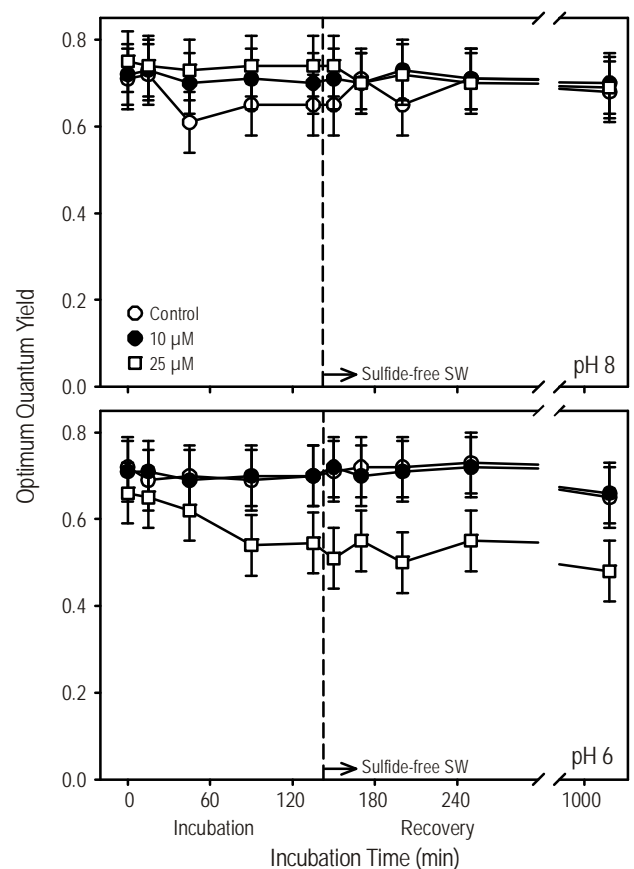 0.8
0.6
0.4
0.2
0.0
Control
10 µM
25 µM
Sulfide-free SW
pH 8
Optimum Quantum Yield
0.8
0.6
0.4
0.2
0.0
Sulfide-free SW
pH 6
0 60 120 180 240 1000
Incubation Recovery
Incubation Time (min)